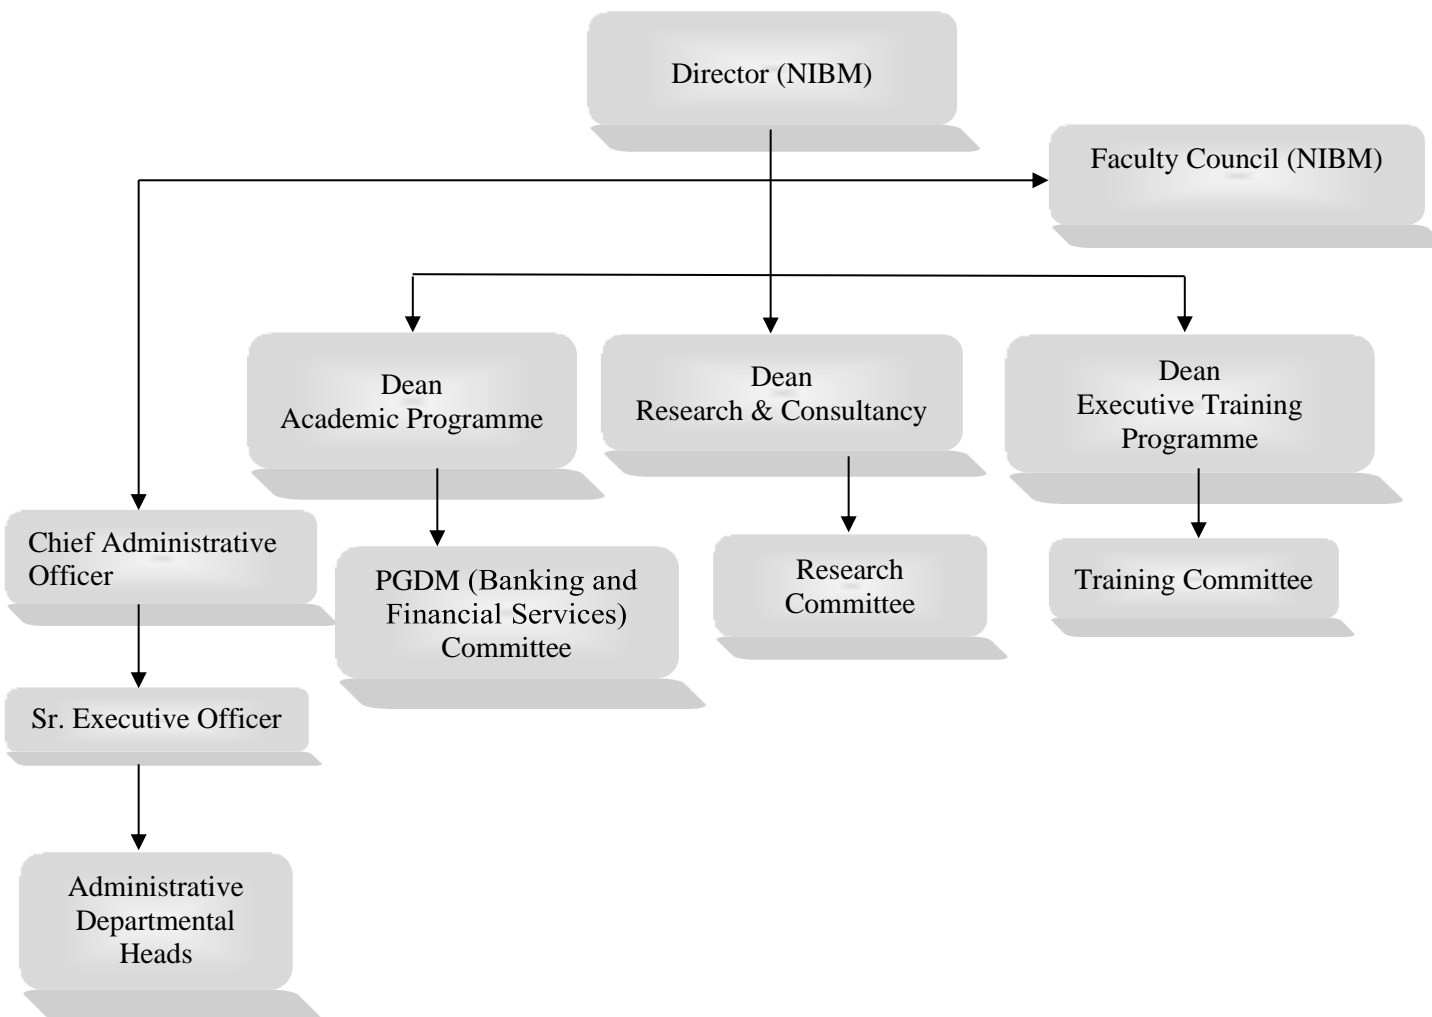 Director (NIBM)
Faculty Council (NIBM)
Dean
Academic Programme
Dean
Research & Consultancy
Dean
Executive Training
Programme
Chief Administrative
Officer
PGDM (Banking and
Financial Services)
Committee
Research
Committee
Training Committee
Sr. Executive Officer
Administrative
Departmental
Heads